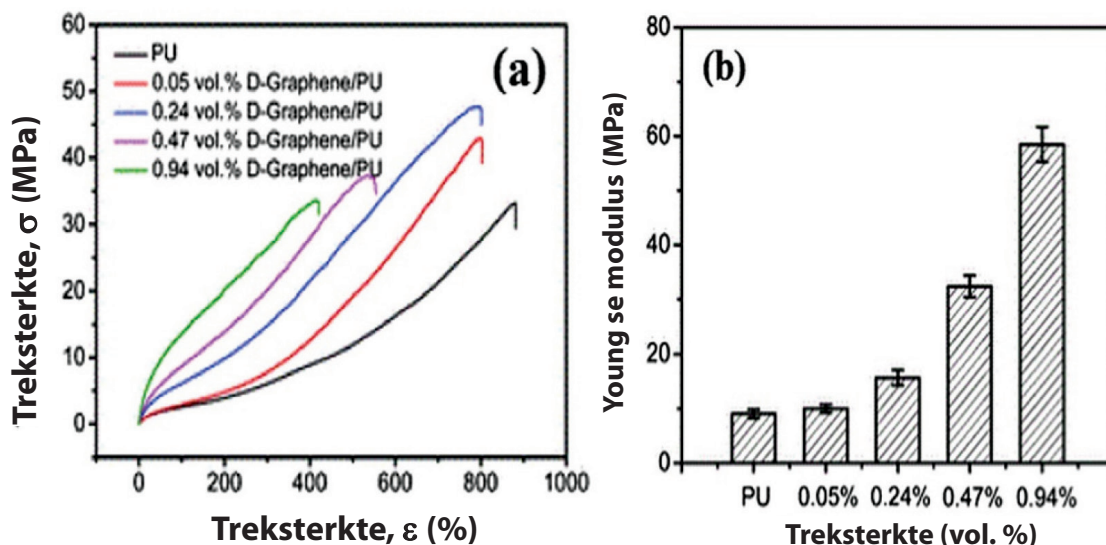 (a)
60
50
40
30
20
10
0
PU
0.05 vol.% D-Graphene/PU
0.24 vol.% D-Graphene/PU
0.47 vol.% D-Graphene/PU
0.94 vol.% D-Graphene/PU
Treksterkte, σ (MPa)
0 200 400 600 800 1000
Treksterkte, ε (%)
(b)
80
60
40
20
0
Young se modulus (MPa)
PU 0.05% 0.24% 0.47% 0.94%
Treksterkte (vol. %)